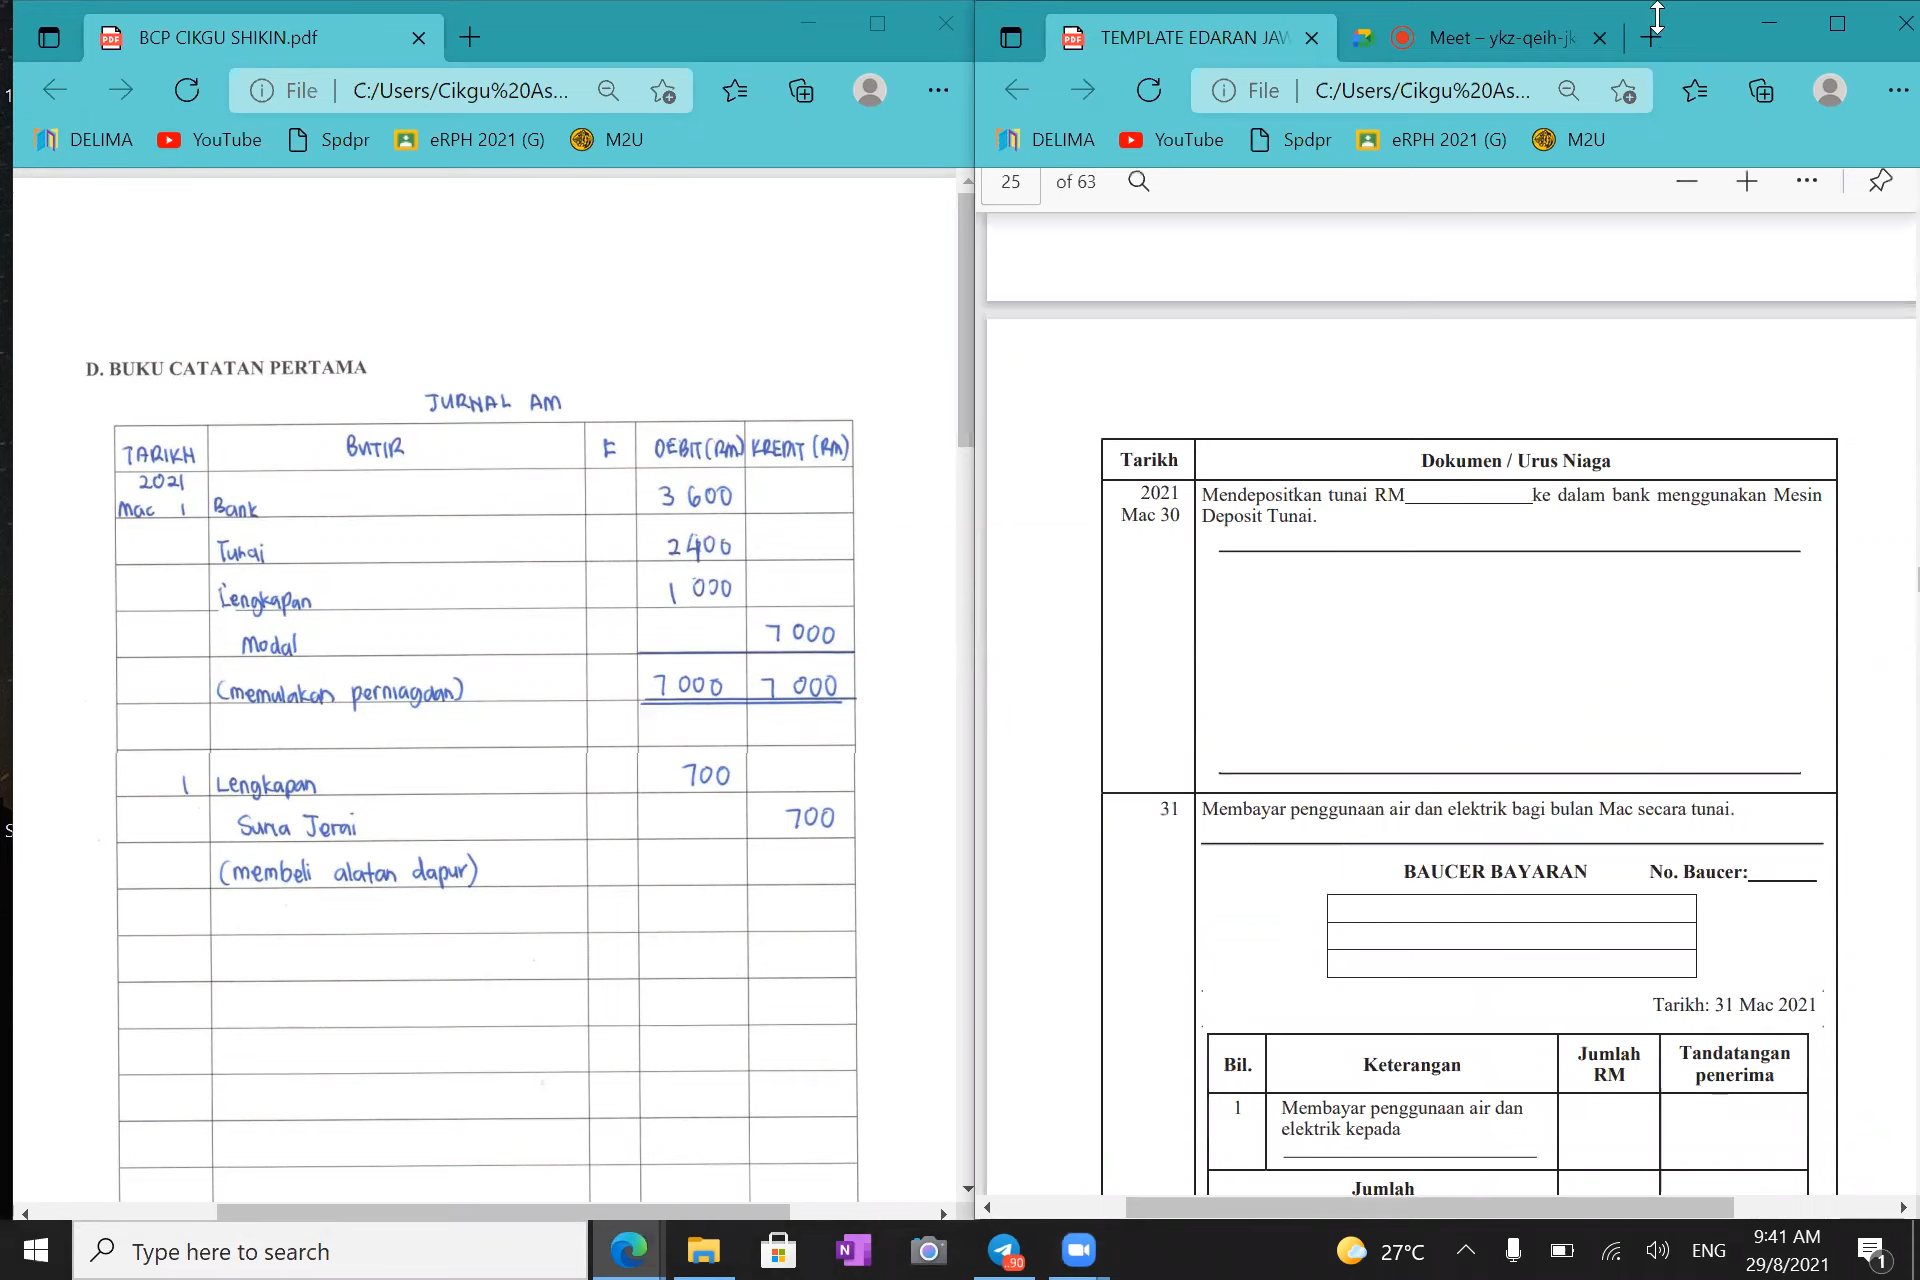 BCP CIKGU SHIKIN.pdf
File C:/Users/Cikgu%20As...
DELIMA YouTube Spdpr eRPH 2021 (G) M2U
D. BUKU CATATAN PERTAMA
JURNAL AM
TARIKH BUTIR F DEBIT (RM) KREDIT (RM)
2021
Mac 1 Bank 3 600
Tunai 2400
Lengkapan 1 000
Modal 7 000
(memulakan perniagaan) 7 000 7 000
1 Lengkapan 700
Suria Jerai 700
(membeli alatan dapur)
TEMPLATE EDARAN JAW Meet – ykz-qeih-jk
File C:/Users/Cikgu%20As...
DELIMA YouTube Spdpr eRPH 2021 (G) M2U
25 of 63
Tarikh Dokumen / Urus Niaga
2021 Mendepositkan tunai RM____________ke dalam bank menggunakan Mesin
Mac 30 Deposit Tunai.
31 Membayar penggunaan air dan elektrik bagi bulan Mac secara tunai.
BAUCER BAYARAN No. Baucer:_______
Tarikh: 31 Mac 2021
Bil. Keterangan Jumlah RM Tandatangan penerima
1 Membayar penggunaan air dan
elektrik kepada
Jumlah
Type here to search
N
.90
27°C ENG 9:41 AM
29/8/2021
1